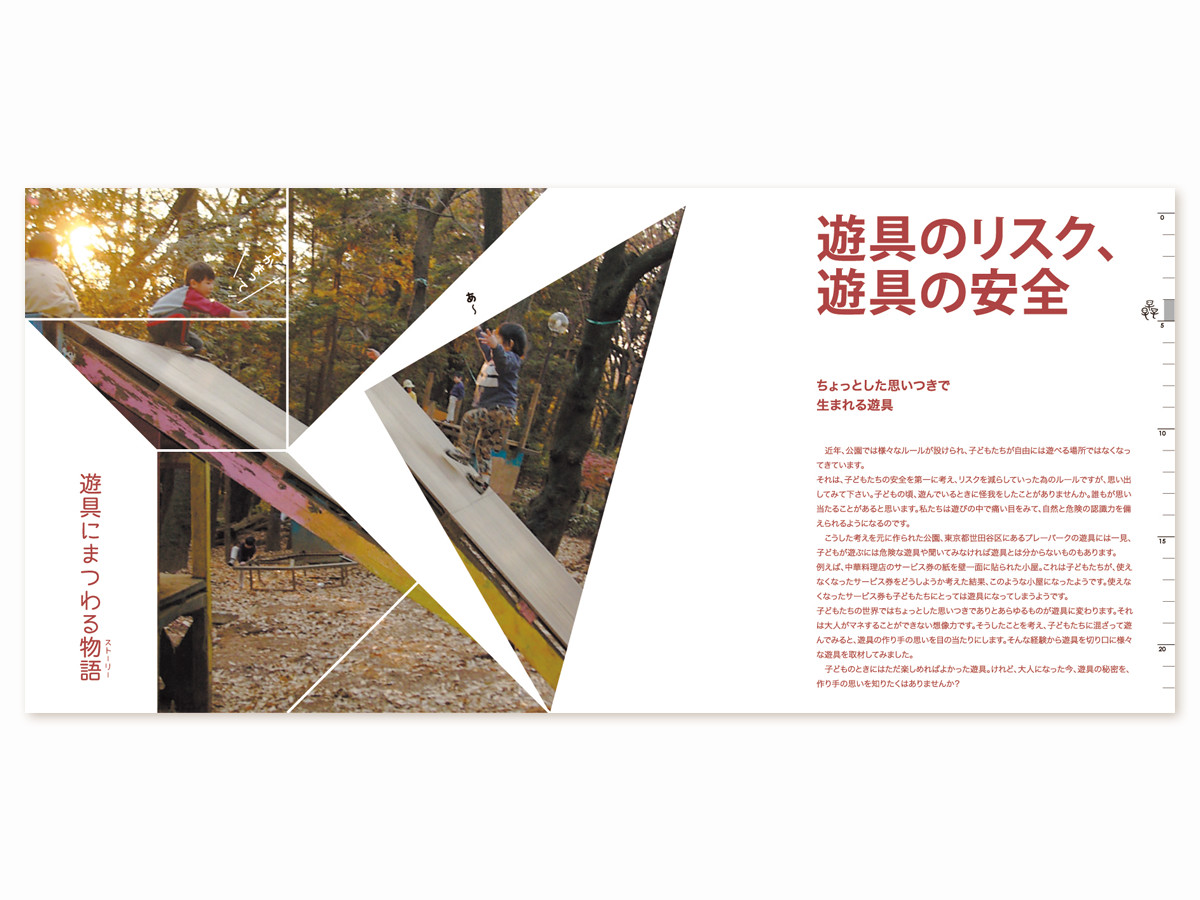 遊具のリスク、
遊具の安全
ちょっとした思いつきで
生まれる遊具
　近年、公園では様々なルールが設けられ、子どもたちが自由には遊べる場所ではなくなっ
てきています。
それは、子どもたちの安全を第一に考え、リスクを減らしていった為のルールですが、思い出
してみて下さい。子どもの頃、遊んでいるときに怪我をしたことがありませんか。誰もが思い
当たることがあると思います。私たちは遊びの中で痛い目をみて、自然と危険の認識力を備
えられるようになるのです。
　こうした考えを元に作られた公園、東京都世田谷区にあるプレーパークの遊具には一見、
子どもが遊ぶには危険な遊具や聞いてみなければ遊具とは分からないものもあります。
例えば、中華料理店のサービス券の紙を壁一面に貼られた小屋。これは子どもたちが、使え
なくなったサービス券をどうしようか考えた結果、このような小屋になったようです。使えな
くなったサービス券も子どもたちにとっては遊具になってしまうようです。
子どもたちの世界ではちょっとした思いつきでありとあらゆるものが遊具に変わります。それ
は大人がマネすることができない想像力です。そうしたことを考え、子どもたちに混ざって遊
んでみると、遊具の作り手の思いを目の当たりにします。そんな経験から遊具を切り口に様々
な遊具を取材してみました。
　子どものときにはただ楽しめればよかった遊具。けれど、大人になった今、遊具の秘密を、
作り手の思いを知りたくはありませんか?
あ〜
遊具にまつわる物語
ストーリー
0
5
10
15
20